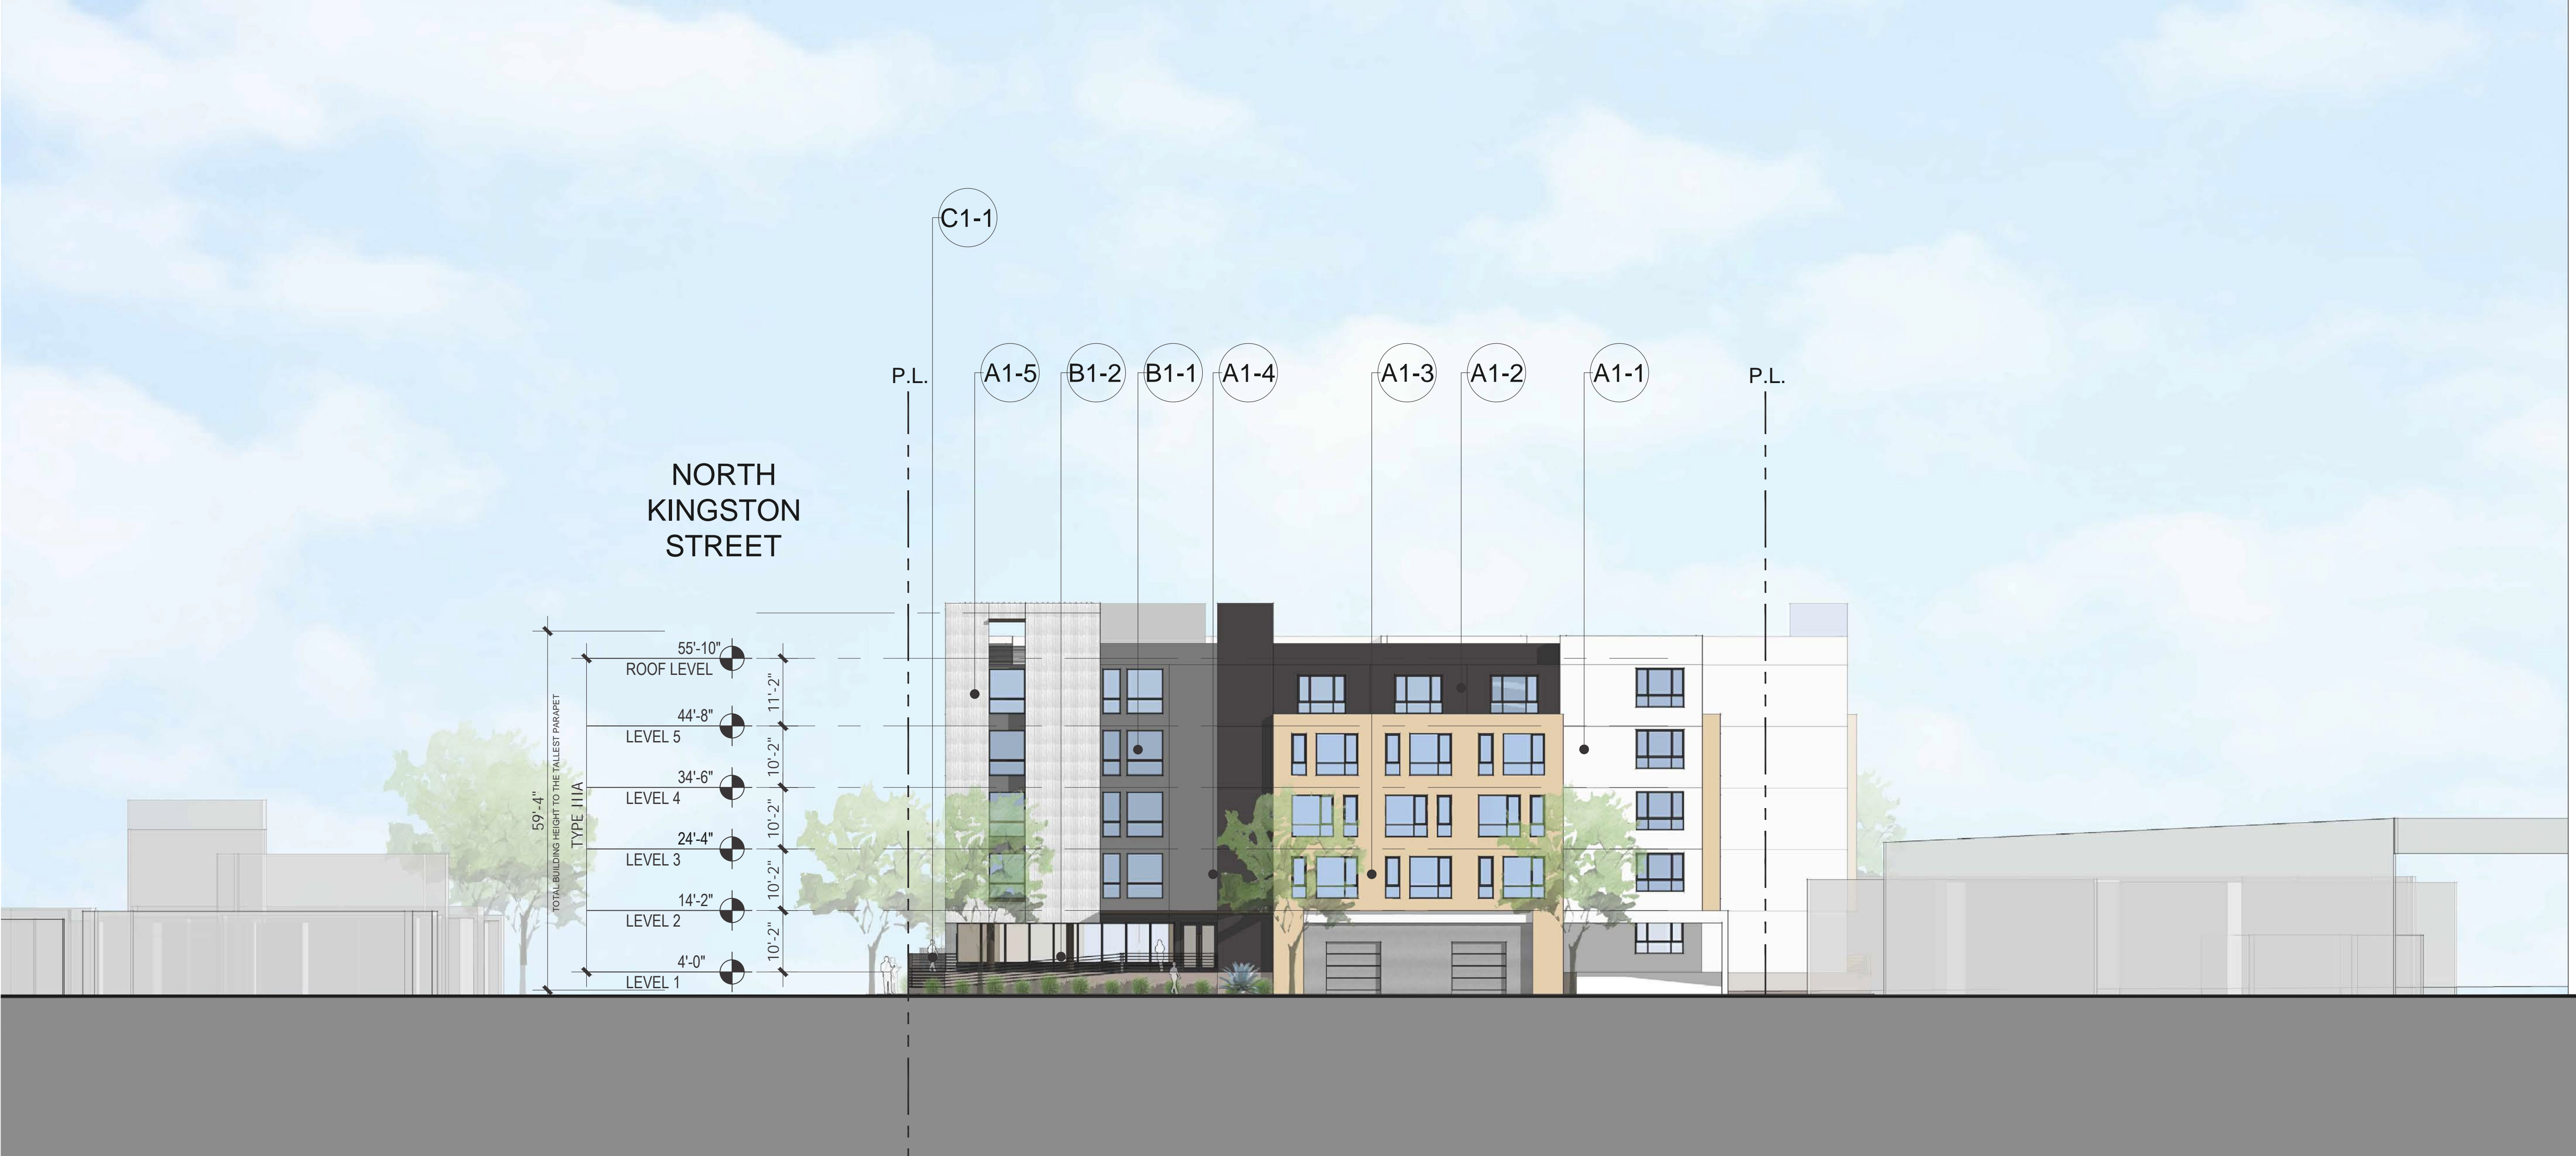 C1-1
P.L.
A1-5
B1-2
B1-1
A1-4
A1-3
A1-2
A1-1
P.L.
NORTH
KINGSTON
STREET
55'-10"
ROOF LEVEL
11'-2"
44'-8"
LEVEL 5
10'-2"
34'-6"
LEVEL 4
10'-2"
24'-4"
LEVEL 3
10'-2"
14'-2"
LEVEL 2
10'-2"
4'-0"
LEVEL 1
59'-4"
TOTAL BUILDING HEIGHT TO THE TALLEST PARAPET
TYPE IIIA